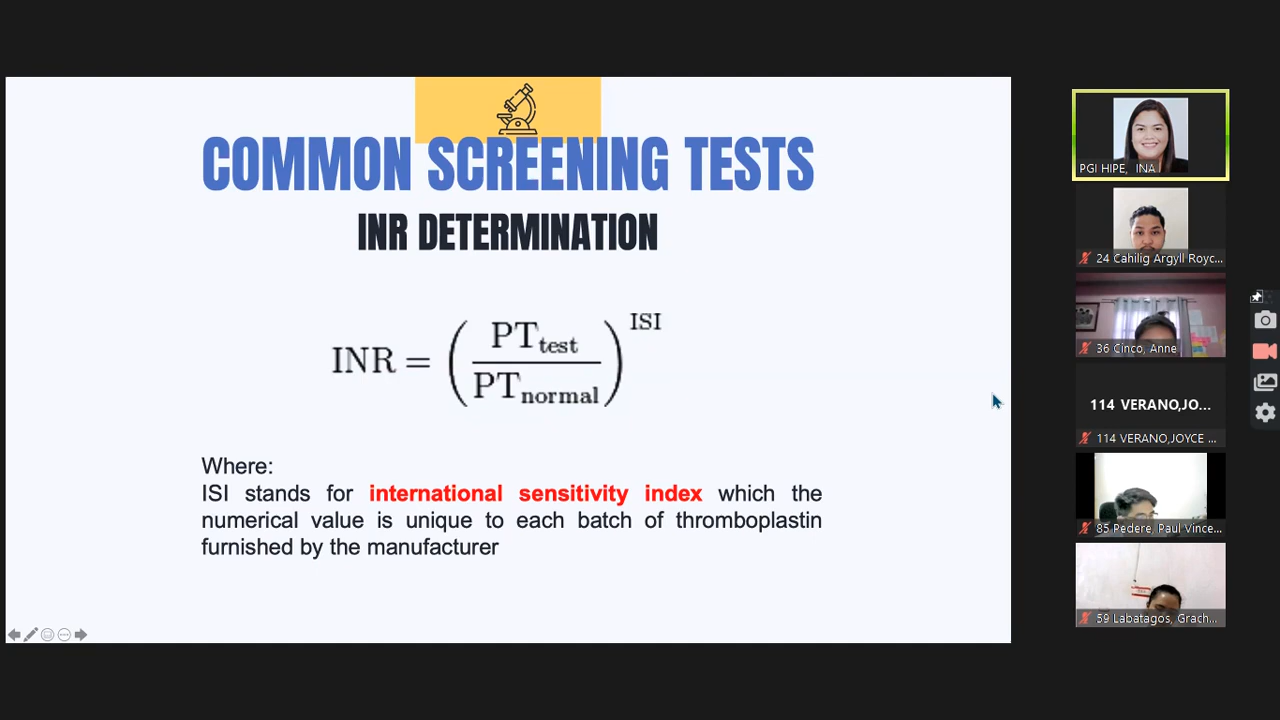 COMMON SCREENING TESTS
INR DETERMINATION
INR = (PTtest / PTnormal)^ISI
Where:
ISI stands for international sensitivity index which the
numerical value is unique to each batch of thromboplastin
furnished by the manufacturer
PGI HIPE, INA
24 Cahilig Argyll Royc...
36 Cinco, Anne
114 VERANO,JO...
114 VERANO,JOYCE ...
85 Pedere, Paul Vince...
59 Labatagos, Grach...